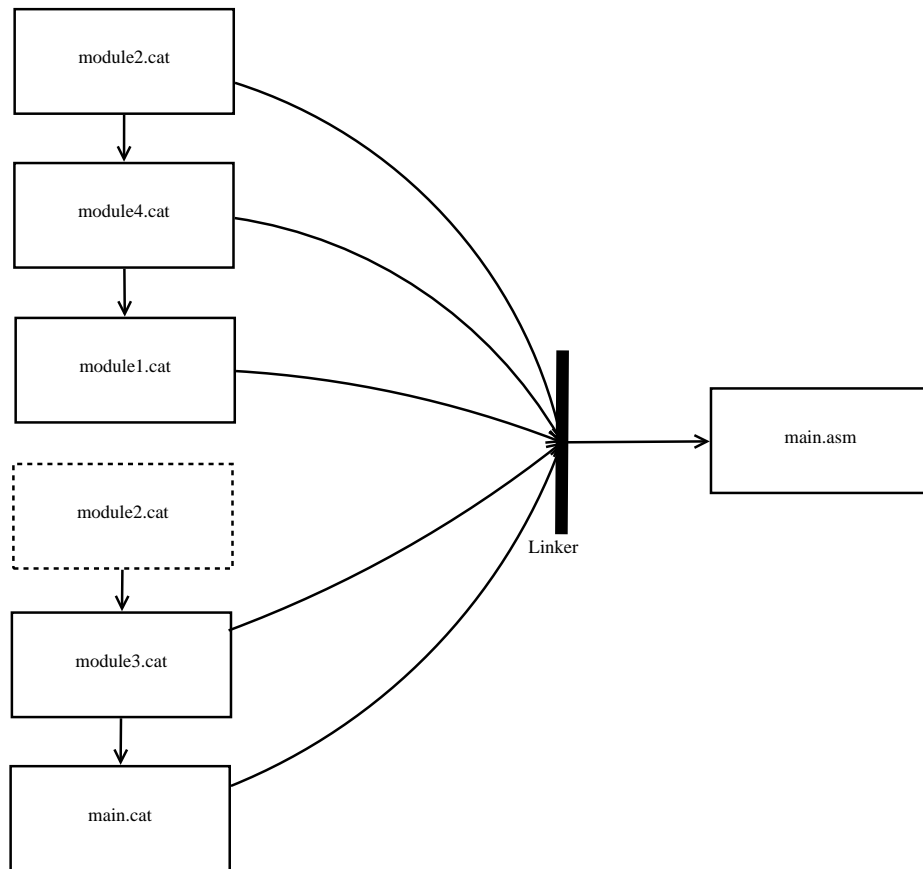 module2.cat
module4.cat
module1.cat
main.asm
module2.cat
Linker
module3.cat
main.cat